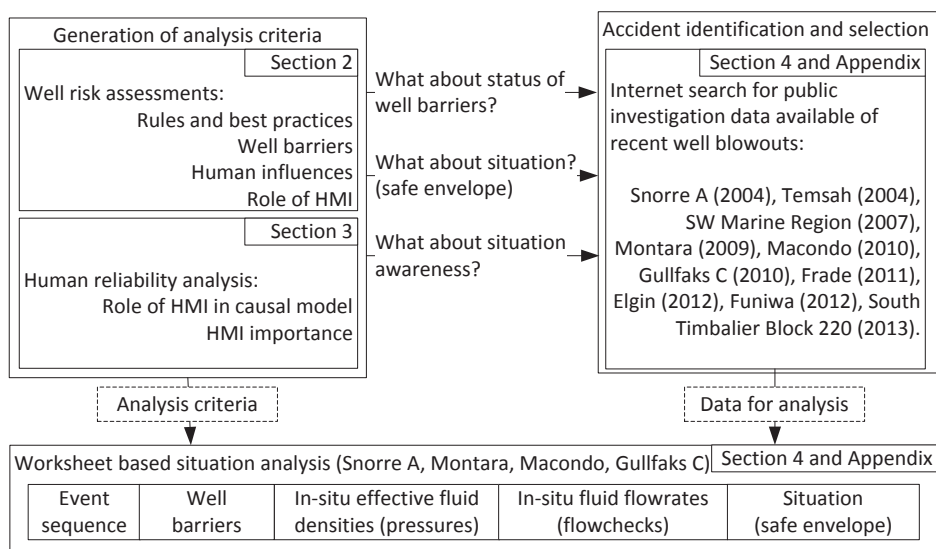 Generation of analysis criteria
Section 2
Well risk assessments:
Rules and best practices
Well barriers
Human influences
Role of HMI
Section 3
Human reliability analysis:
Role of HMI in causal model
HMI importance
What about status of
well barriers?
What about situation?
(safe envelope)
What about situation
awareness?
Accident identification and selection
Section 4 and Appendix
Internet search for public
investigation data available of
recent well blowouts:
Snorre A (2004), Temsah (2004),
SW Marine Region (2007),
Montara (2009), Macondo (2010),
Gullfaks C (2010), Frade (2011),
Elgin (2012), Funiwa (2012), South
Timbalier Block 220 (2013).
Analysis criteria
Data for analysis
Worksheet based situation analysis (Snorre A, Montara, Macondo, Gullfaks C)
Section 4 and Appendix
Event
sequence
Well
barriers
In-situ effective fluid
densities (pressures)
In-situ fluid flowrates
(flowchecks)
Situation
(safe envelope)